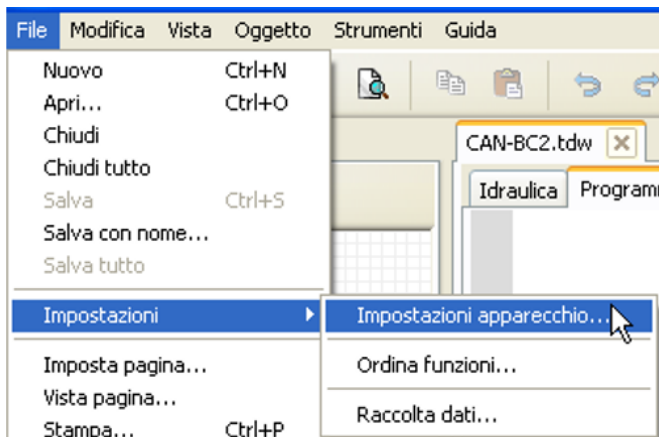 File Modifica Vista Oggetto Strumenti Guida
Nuovo Ctrl+N
Apri... Ctrl+O
Chiudi
Chiudi tutto
Salva Ctrl+S
Salva con nome...
Salva tutto
Impostazioni
Imposta pagina...
Vista pagina...
Stampa... Ctrl+P
CAN-BC2.tdw
Idraulica Programm
Impostazioni apparecchio...
Ordina funzioni...
Raccolta dati...